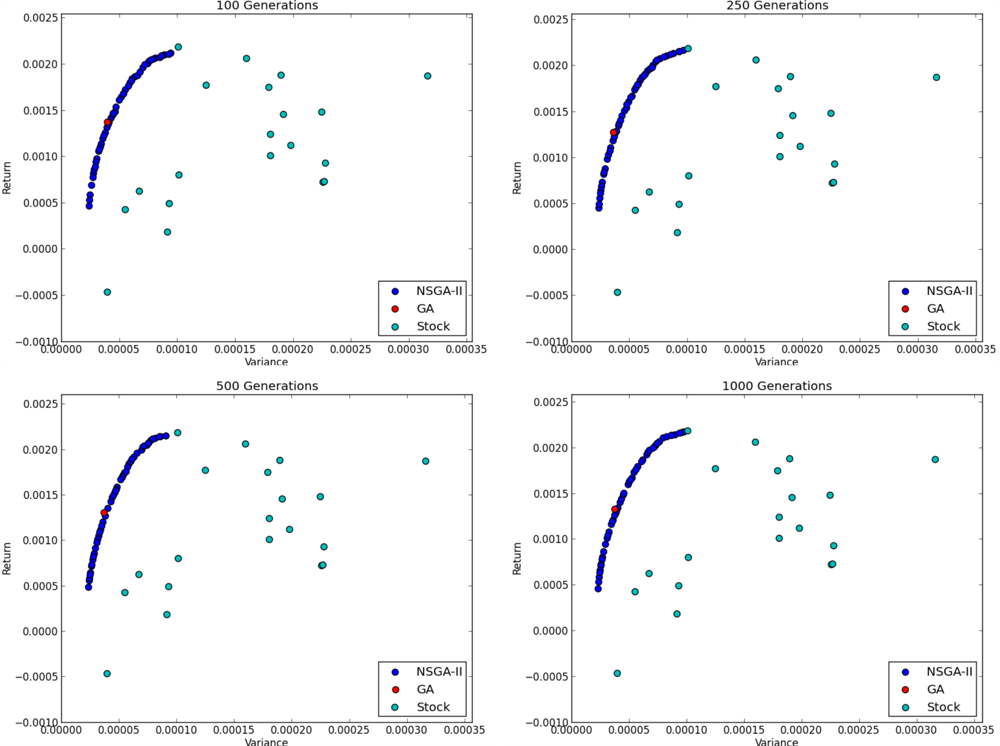 100 Generations
0.0025
0.0020
0.0015
0.0010
0.0005
0.0000
−0.0005
−0.0010
Return
0.00000 0.00005 0.00010 0.00015 0.00020 0.00025 0.00030 0.00035
Variance
NSGA-II
GA
Stock
250 Generations
0.0025
0.0020
0.0015
0.0010
0.0005
0.0000
−0.0005
−0.0010
Return
0.00000 0.00005 0.00010 0.00015 0.00020 0.00025 0.00030 0.00035
Variance
NSGA-II
GA
Stock
500 Generations
0.0025
0.0020
0.0015
0.0010
0.0005
0.0000
−0.0005
−0.0010
Return
0.00000 0.00005 0.00010 0.00015 0.00020 0.00025 0.00030 0.00035
Variance
NSGA-II
GA
Stock
1000 Generations
0.0025
0.0020
0.0015
0.0010
0.0005
0.0000
−0.0005
−0.0010
Return
0.00000 0.00005 0.00010 0.00015 0.00020 0.00025 0.00030 0.00035
Variance
NSGA-II
GA
Stock